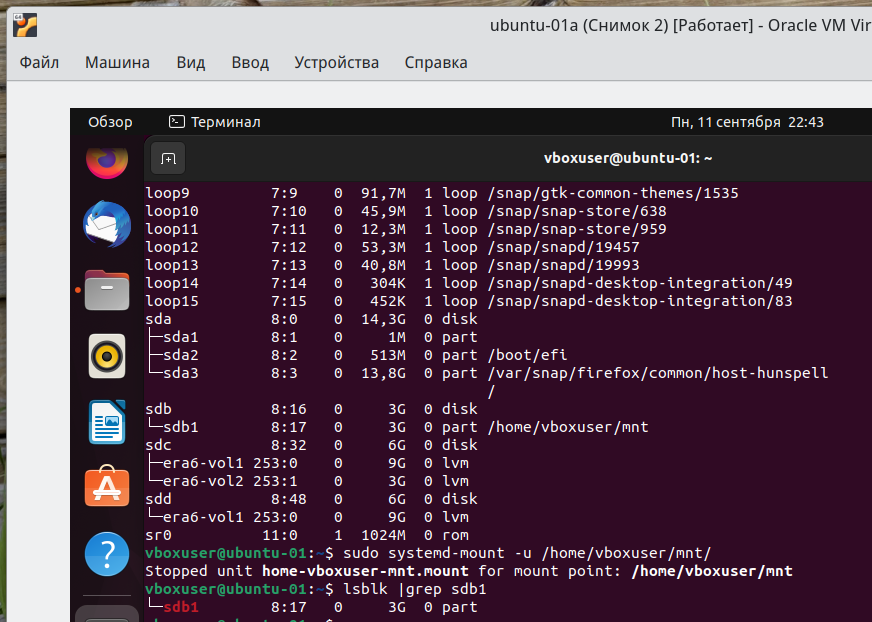 ubuntu-01a (Снимок 2) [Работает] - Oracle VM Vir
Файл Машина Вид Ввод Устройства Справка
Обзор Терминал Пн, 11 сентября 22:43
vboxuser@ubuntu-01: ~
loop9 7:9 0 91,7M 1 loop /snap/gtk-common-themes/1535
loop10 7:10 0 45,9M 1 loop /snap/snap-store/638
loop11 7:11 0 12,3M 1 loop /snap/snap-store/959
loop12 7:12 0 53,3M 1 loop /snap/snapd/19457
loop13 7:13 0 40,8M 1 loop /snap/snapd/19993
loop14 7:14 0 304K 1 loop /snap/snapd-desktop-integration/49
loop15 7:15 0 452K 1 loop /snap/snapd-desktop-integration/83
sda 8:0 0 14,3G 0 disk
├─sda1 8:1 0 1M 0 part
├─sda2 8:2 0 513M 0 part /boot/efi
└─sda3 8:3 0 13,8G 0 part /var/snap/firefox/common/host-hunspell
/
sdb 8:16 0 3G 0 disk
└─sdb1 8:17 0 3G 0 part /home/vboxuser/mnt
sdc 8:32 0 6G 0 disk
├─era6-vol1 253:0 0 9G 0 lvm
└─era6-vol2 253:1 0 3G 0 lvm
sdd 8:48 0 6G 0 disk
└─era6-vol1 253:0 0 9G 0 lvm
sr0 11:0 1 1024M 0 rom
vboxuser@ubuntu-01:~$ sudo systemd-mount -u /home/vboxuser/mnt/
Stopped unit home-vboxuser-mnt.mount for mount point: /home/vboxuser/mnt
vboxuser@ubuntu-01:~$ lsblk |grep sdb1
└─sdb1 8:17 0 3G 0 part